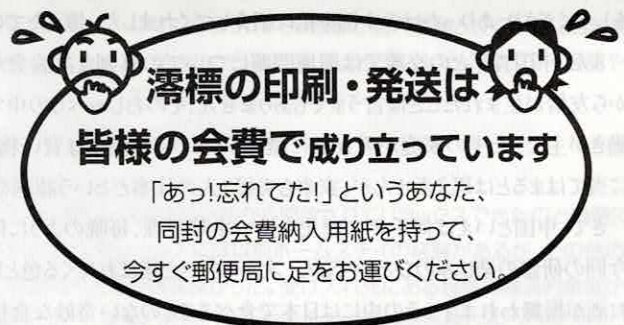 澪標の印刷・発送は
皆様の会費で成り立っています
「あっ!忘れてた!」というあなた、
同封の会費納入用紙を持って、
今すぐ郵便局に足をお運びください。